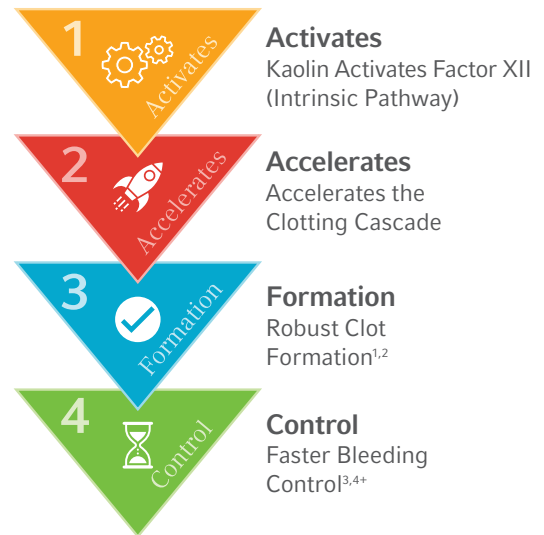 1
Activates
Activates
Kaolin Activates Factor XII
(Intrinsic Pathway)
2
Accelerates
Accelerates
Accelerates the
Clotting Cascade
3
Formation
Formation
Robust Clot
Formation1,2
4
Control
Control
Faster Bleeding
Control3,4+